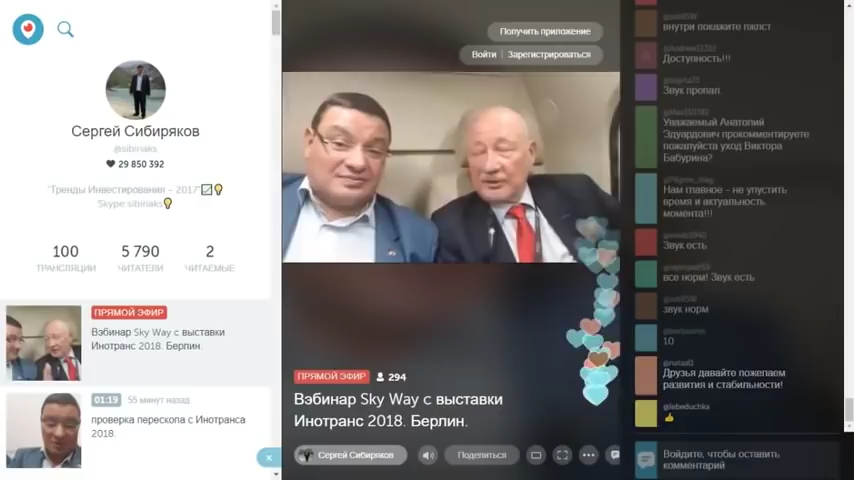 Сергей Сибиряков
@sibiriaks
29 850 392
"Тренды Инвестирования - 2017"
Skype:sibiriaks
100
5 790
2
ТРАНСЛЯЦИИ
ЧИТАТЕЛИ
ЧИТАЕМЫЕ
ПРЯМОЙ ЭФИР
Вэбинар Sky Way с выставки
Инотранс 2018. Берлин.
01:19
55 минут назад
проверка перескопа с Инотранса
2018.
Получить приложение
Войти
Зарегистрироваться
ПРЯМОЙ ЭФИР
294
Вэбинар Sky Way с выставки
Инотранс 2018. Берлин.
Сергей Сибиряков
Поделиться
внутри покажите пжлст
Доступность!!!
Звук пропал
Уважаемый Анатолий
Эдуардович прокомментируете
пожалуйста уход Виктора
Бабурина?
Нам главное - не упустить
время и актуальность
момента!!!
Звук есть
все норм! Звук есть
звук норм
10
@nataall
Друзья давайте пожелаем
развития и стабильности!
@lebeduchka
👍
Войдите, чтобы оставить
комментарий